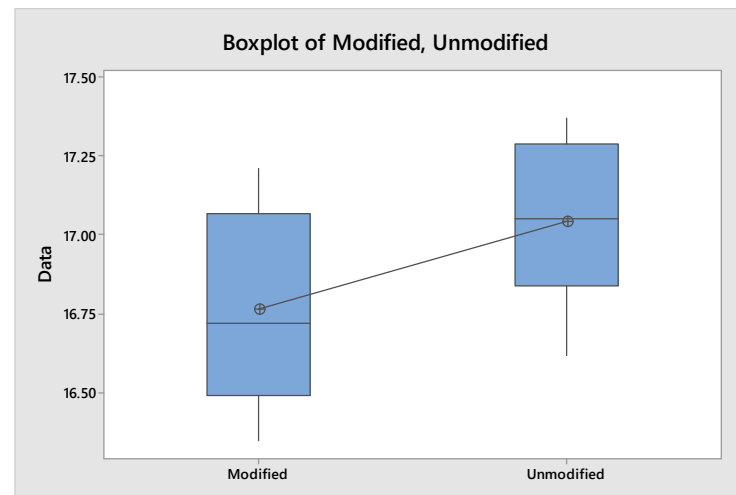 Boxplot of Modified, Unmodified
17.50
17.25
17.00
16.75
16.50
Data
Modified Unmodified